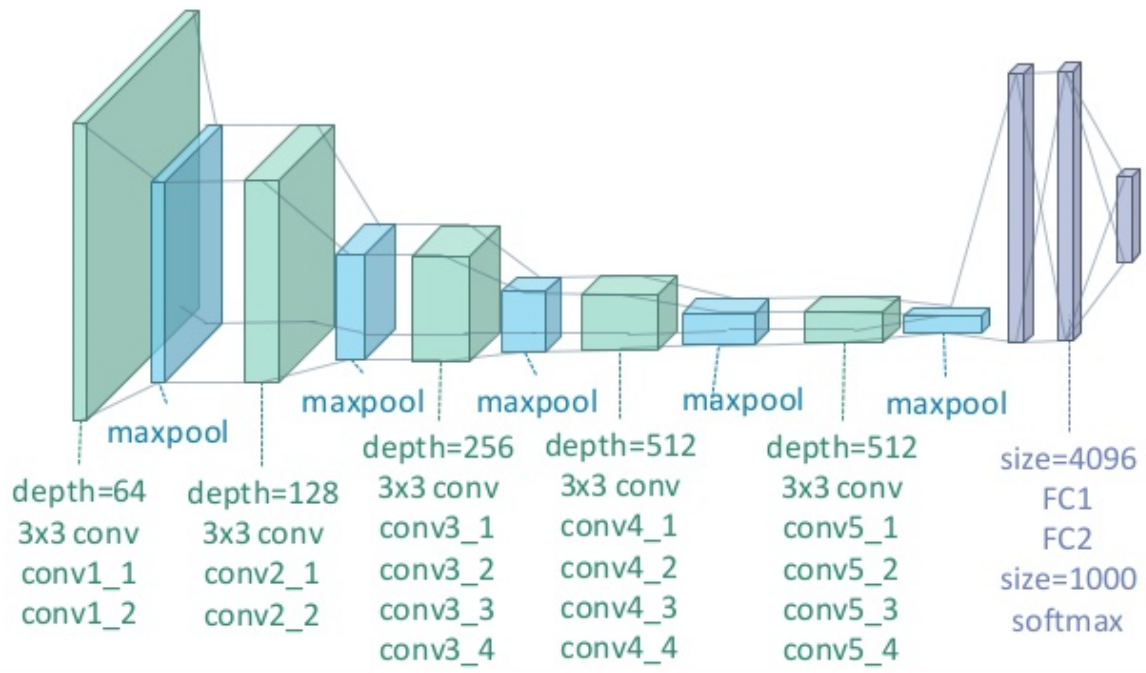 maxpool
maxpool
maxpool
maxpool
maxpool
depth=64
3x3 conv
conv1_1
conv1_2
depth=128
3x3 conv
conv2_1
conv2_2
depth=256
3x3 conv
conv3_1
conv3_2
conv3_3
conv3_4
depth=512
3x3 conv
conv4_1
conv4_2
conv4_3
conv4_4
depth=512
3x3 conv
conv5_1
conv5_2
conv5_3
conv5_4
size=4096
FC1
FC2
size=1000
softmax